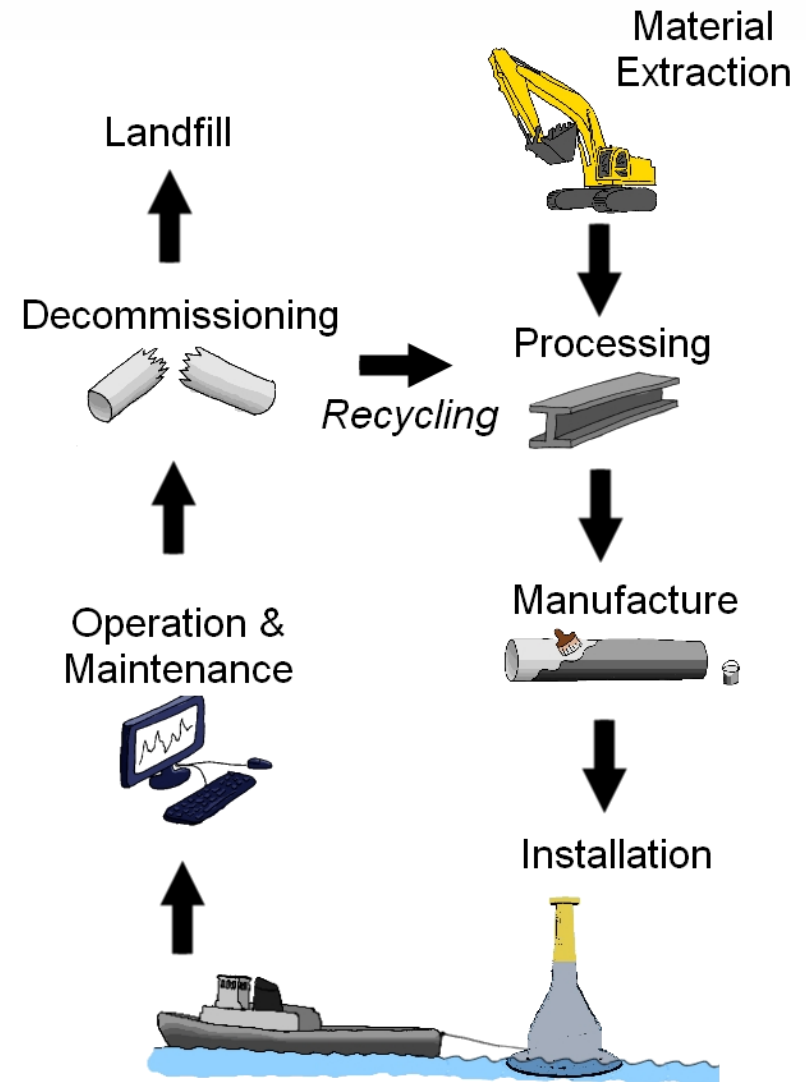 Material
Extraction
Landfill
Decommissioning
Processing
Recycling
Manufacture
Operation &
Maintenance
Installation